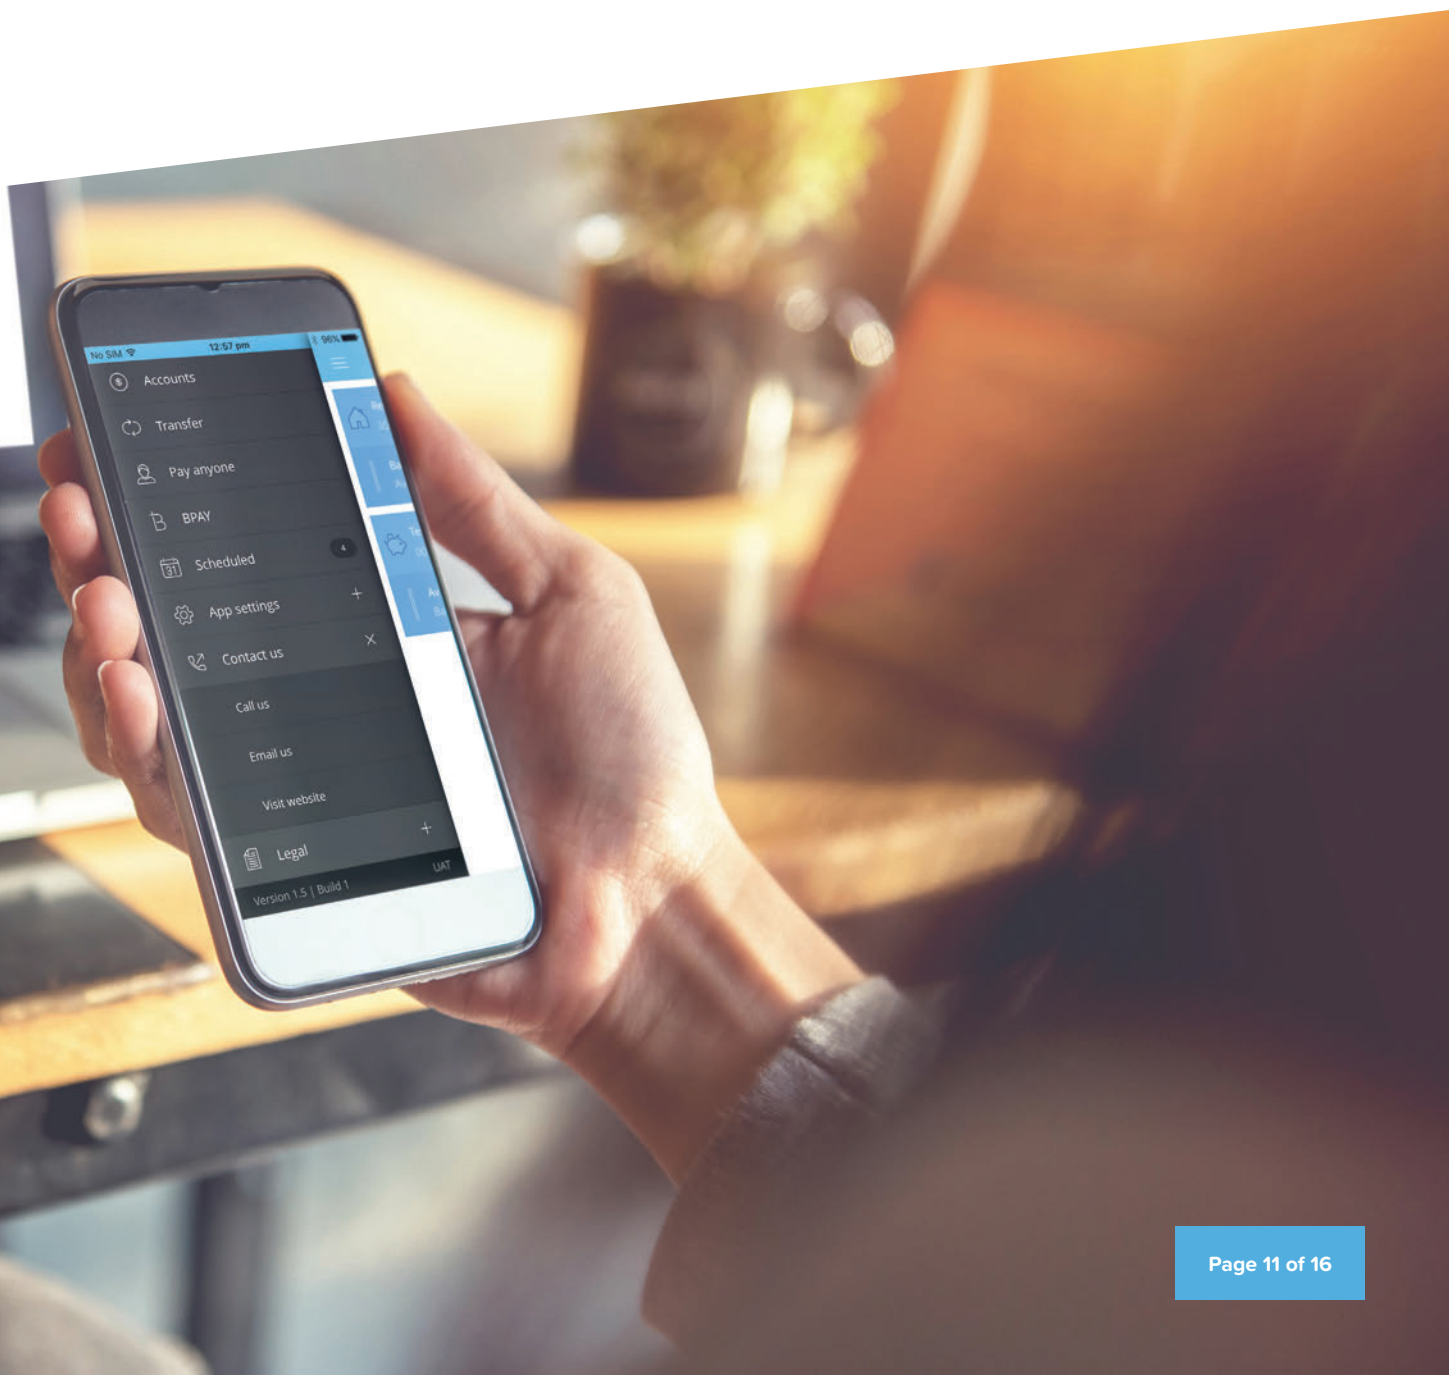 No SIM 12:57 pm 96%
Accounts
Transfer
Pay anyone
BPAY
31 Scheduled 4
App settings
Contact us
Call us
Email us
Visit website
Legal
Version 1.5 | Build 1 UAT
Page 11 of 16